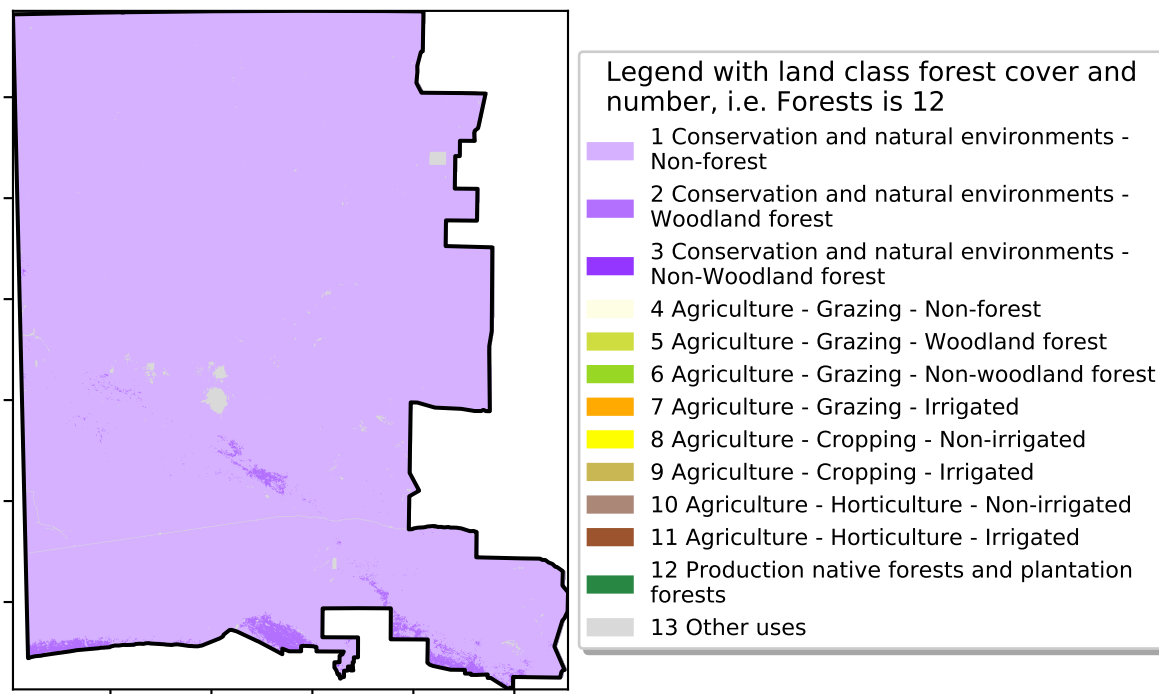 Legend with land class forest cover and
number, i.e. Forests is 12
1 Conservation and natural environments -
Non-forest
2 Conservation and natural environments -
Woodland forest
3 Conservation and natural environments -
Non-Woodland forest
4 Agriculture - Grazing - Non-forest
5 Agriculture - Grazing - Woodland forest
6 Agriculture - Grazing - Non-woodland forest
7 Agriculture - Grazing - Irrigated
8 Agriculture - Cropping - Non-irrigated
9 Agriculture - Cropping - Irrigated
10 Agriculture - Horticulture - Non-irrigated
11 Agriculture - Horticulture - Irrigated
12 Production native forests and plantation
forests
13 Other uses